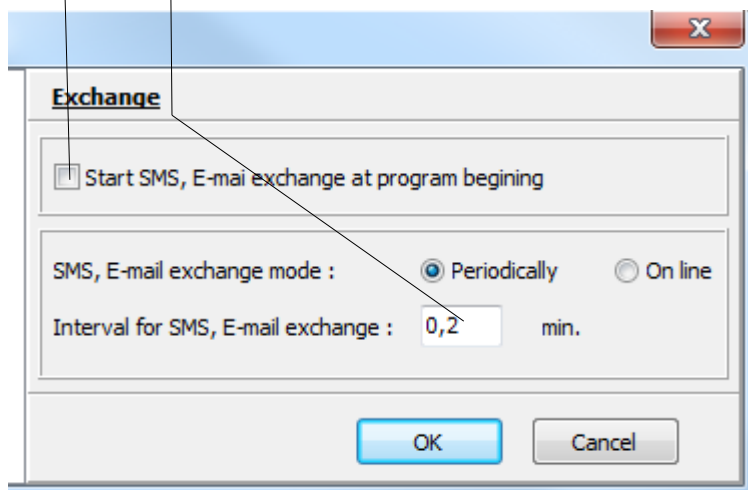 Exchange
Start SMS, E-mai exchange at program begining
SMS, E-mail exchange mode : Periodically On line
Interval for SMS, E-mail exchange : 0,2 min.
OK Cancel